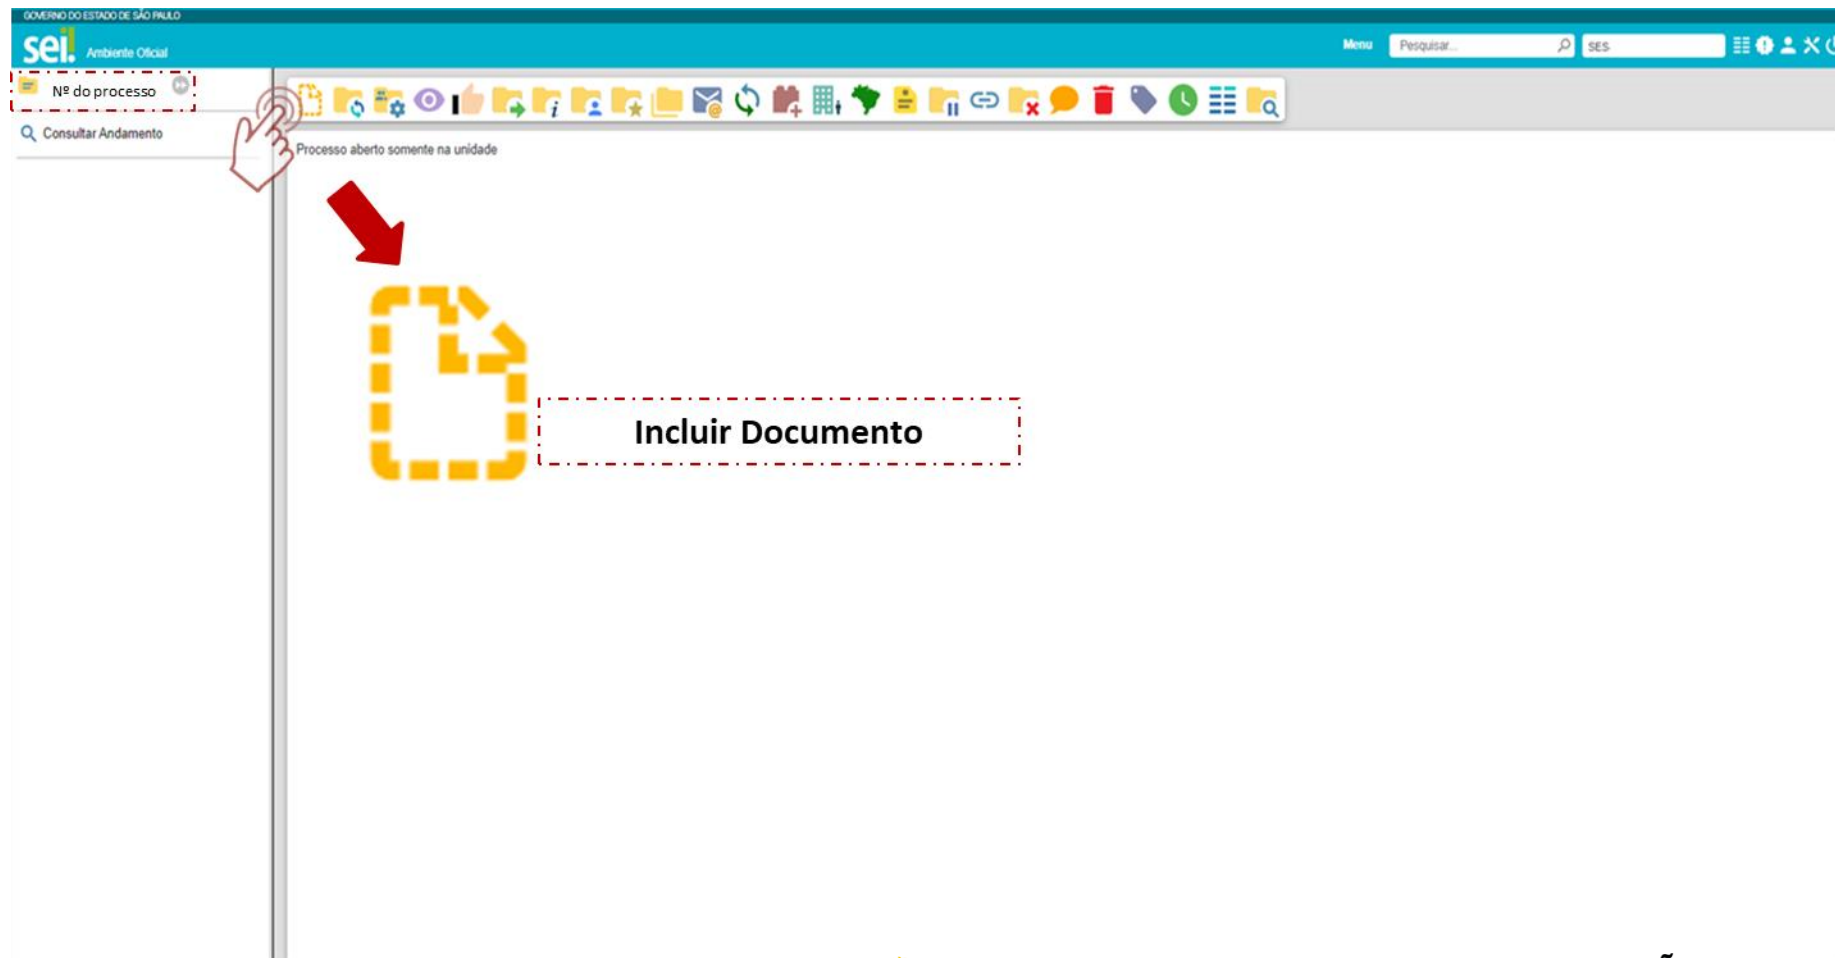 GOVERNO DO ESTADO DE SÃO PAULO
sei! Ambiente Oficial
Menu Pesquisar... SES
Nº do processo
Consultar Andamento
Processo aberto somente na unidade
Incluir Documento